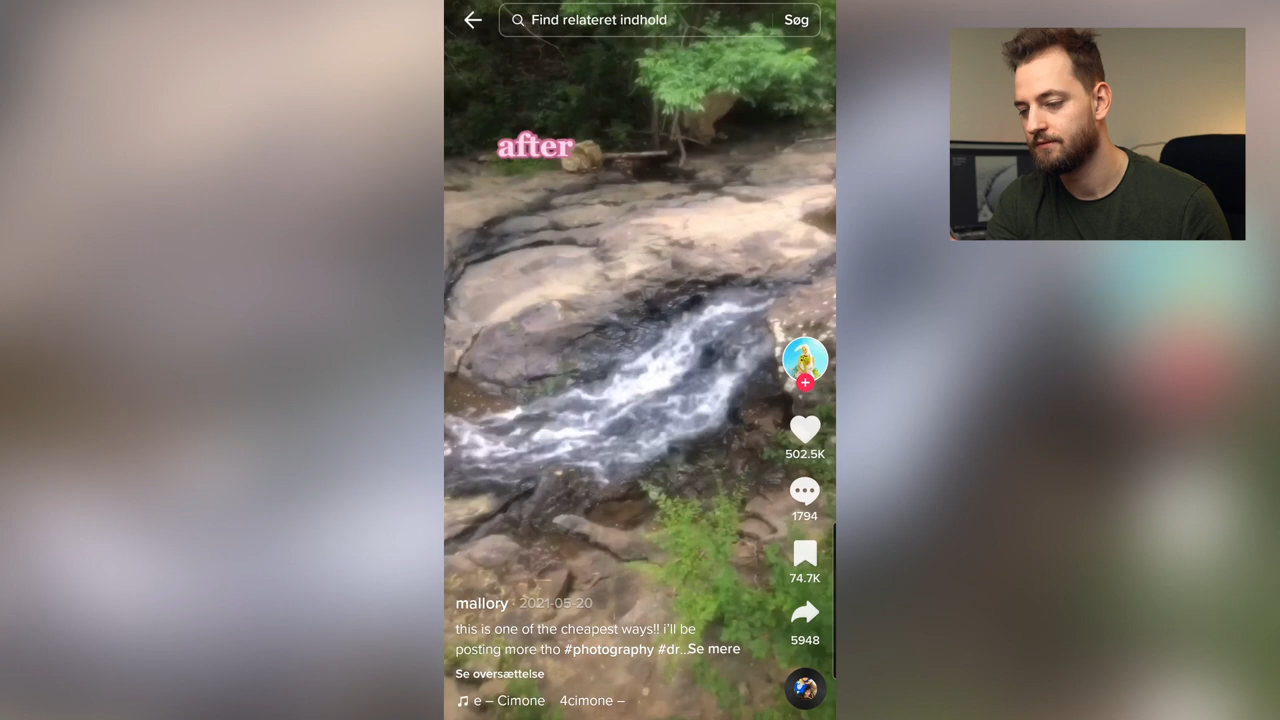 Find relateret indhold
Søg
after
502.5K
1794
74.7K
5948
mallory · 2021-05-20
this is one of the cheapest ways!! i'll be
posting more tho #photography #dr...Se mere
Se oversættelse
e – Cimone 4cimone –